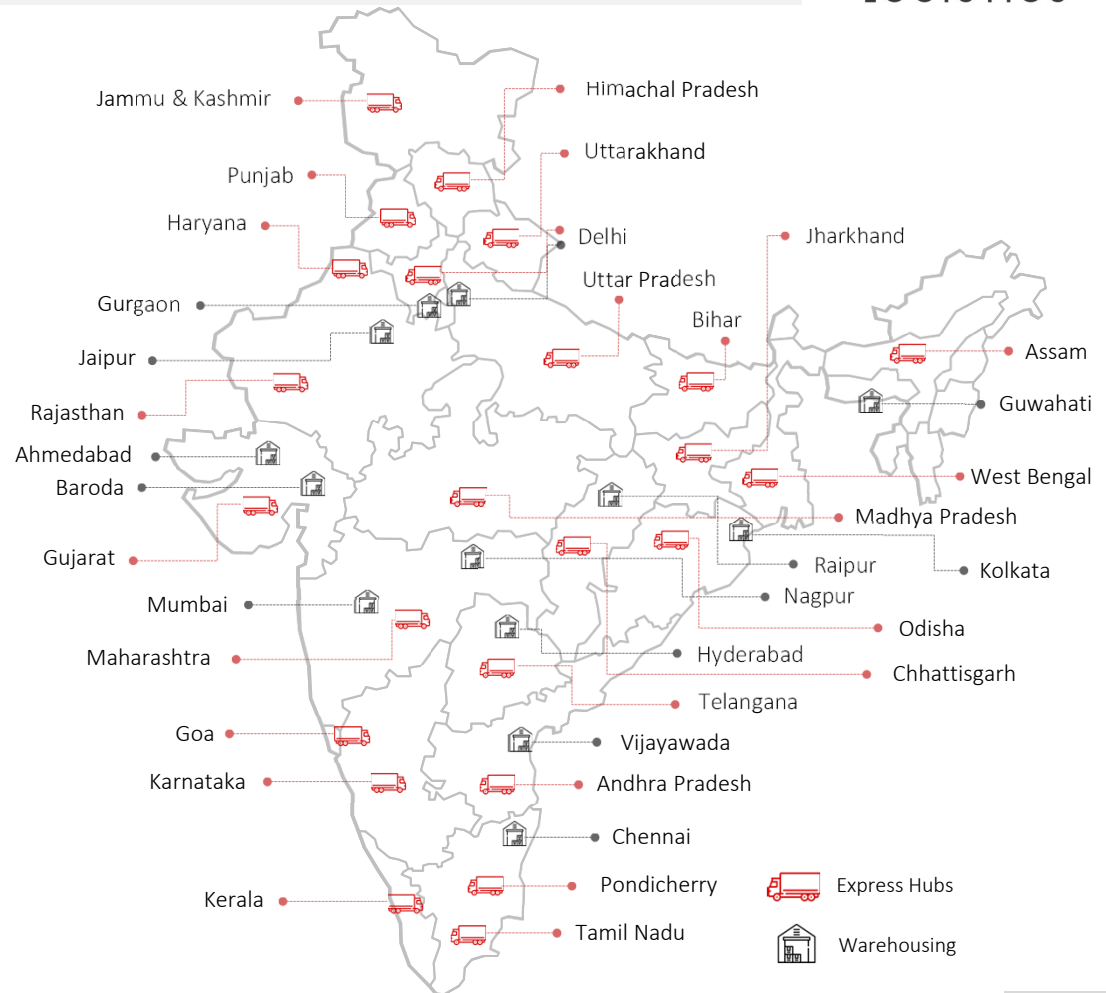 Jammu & Kashmir
Himachal Pradesh
Uttarakhand
Punjab
Haryana
Delhi
Jharkhand
Uttar Pradesh
Gurgaon
Bihar
Jaipur
Assam
Rajasthan
Guwahati
Ahmedabad
Baroda
West Bengal
Madhya Pradesh
Gujarat
Raipur
Kolkata
Nagpur
Mumbai
Odisha
Maharashtra
Hyderabad
Chhattisgarh
Telangana
Goa
Vijayawada
Karnataka
Andhra Pradesh
Chennai
Pondicherry
Express Hubs
Kerala
Tamil Nadu
Warehousing